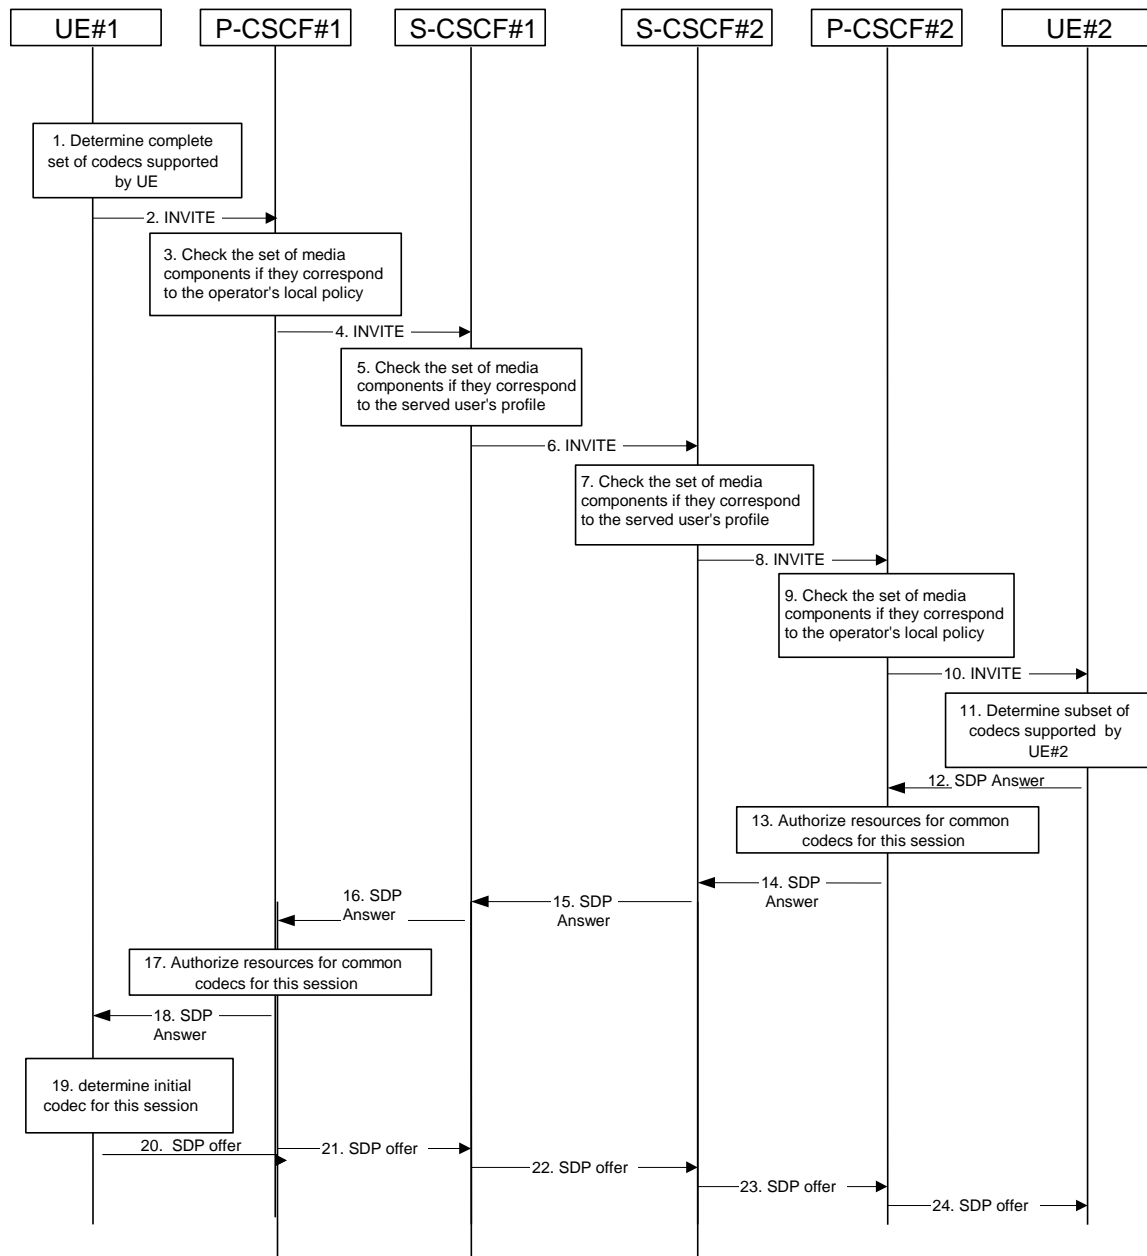 UE#1
P-CSCF#1
S-CSCF#1
S-CSCF#2
P-CSCF#2
UE#2
1. Determine complete
set of codecs supported
by UE
2. INVITE
3. Check the set of media
components if they correspond
to the operator's local policy
4. INVITE
5. Check the set of media
components if they correspond
to the served user's profile
6. INVITE
7. Check the set of media
components if they correspond
to the served user's profile
8. INVITE
9. Check the set of media
components if they correspond
to the operator's local policy
10. INVITE
11. Determine subset of
codecs supported by
UE#2
12. SDP Answer
13. Authorize resources for common
codecs for this session
14. SDP
Answer
15. SDP
Answer
16. SDP
Answer
17. Authorize resources for common
codecs for this session
18. SDP
Answer
19. determine initial
codec for this session
20. SDP offer
21. SDP offer
22. SDP offer
23. SDP offer
24. SDP offer